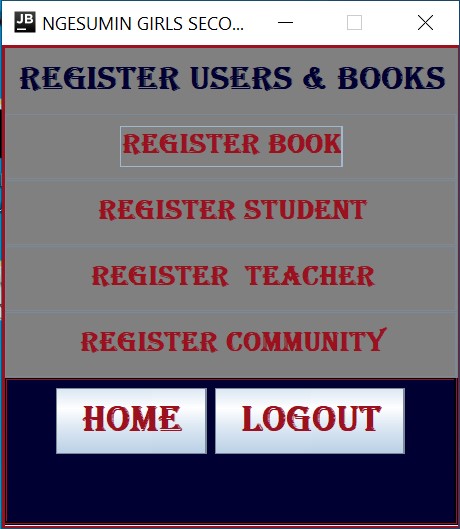 JB
NGESUMIN GIRLS SECO...
REGISTER USERS & BOOKS
REGISTER BOOK
REGISTER STUDENT
REGISTER TEACHER
REGISTER COMMUNITY
HOME LOGOUT